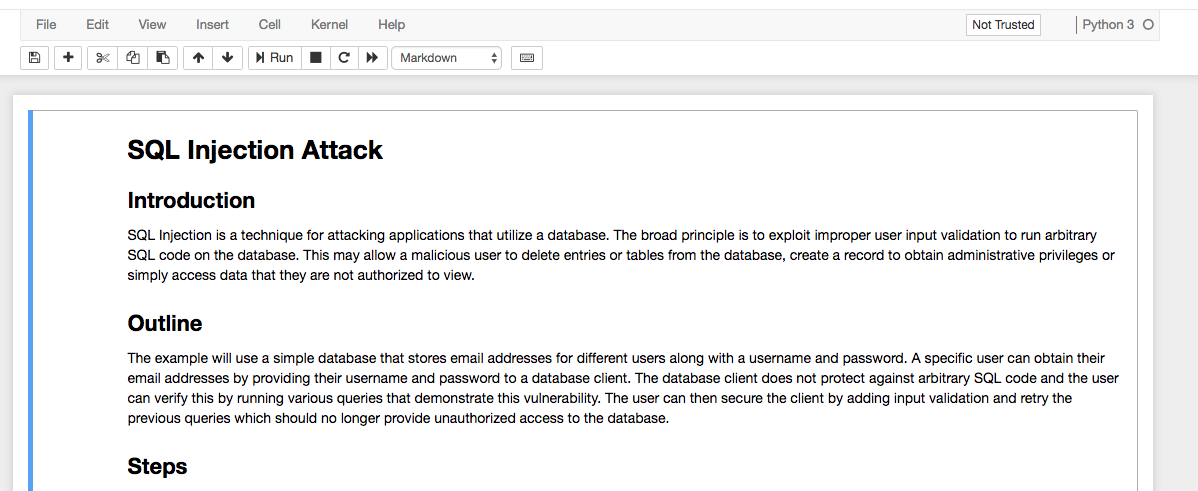 File Edit View Insert Cell Kernel Help Not Trusted Python 3
Run Markdown
SQL Injection Attack
Introduction
SQL Injection is a technique for attacking applications that utilize a database. The broad principle is to exploit improper user input validation to run arbitrary
SQL code on the database. This may allow a malicious user to delete entries or tables from the database, create a record to obtain administrative privileges or
simply access data that they are not authorized to view.
Outline
The example will use a simple database that stores email addresses for different users along with a username and password. A specific user can obtain their
email addresses by providing their username and password to a database client. The database client does not protect against arbitrary SQL code and the user
can verify this by running various queries that demonstrate this vulnerability. The user can then secure the client by adding input validation and retry the
previous queries which should no longer provide unauthorized access to the database.
Steps